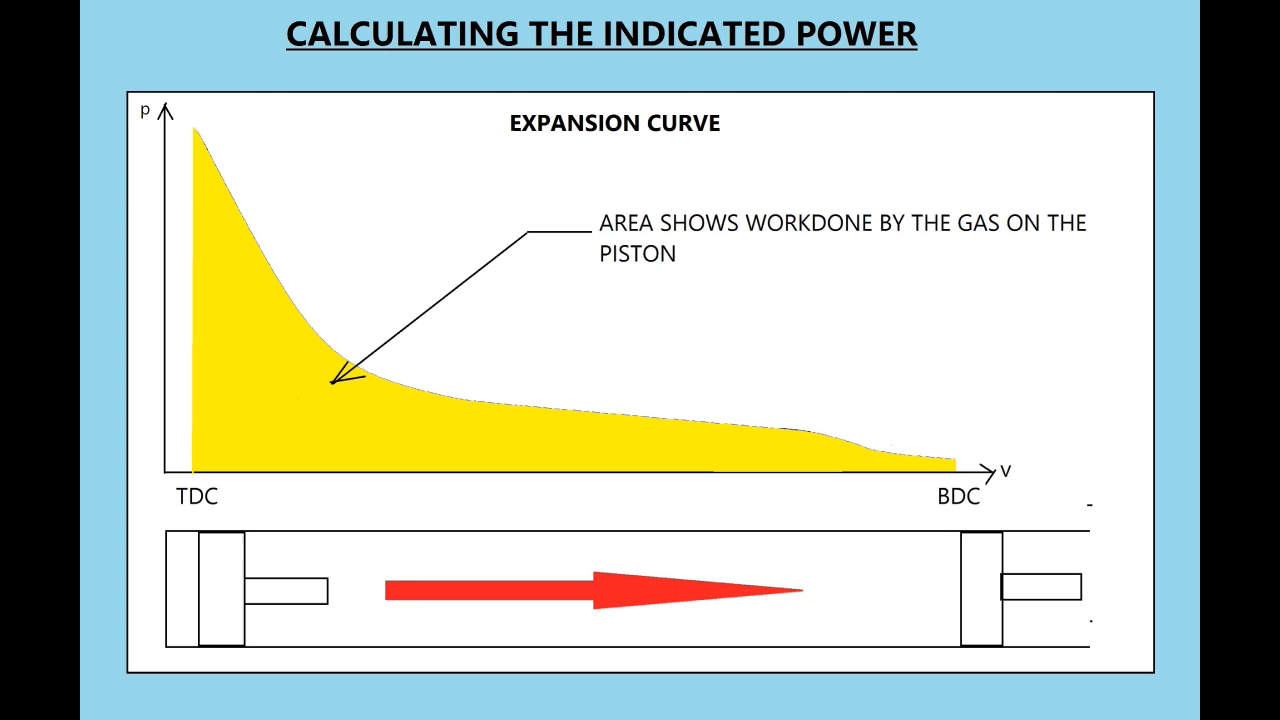 CALCULATING THE INDICATED POWER
p
EXPANSION CURVE
AREA SHOWS WORKDONE BY THE GAS ON THE
PISTON
v
TDC
BDC